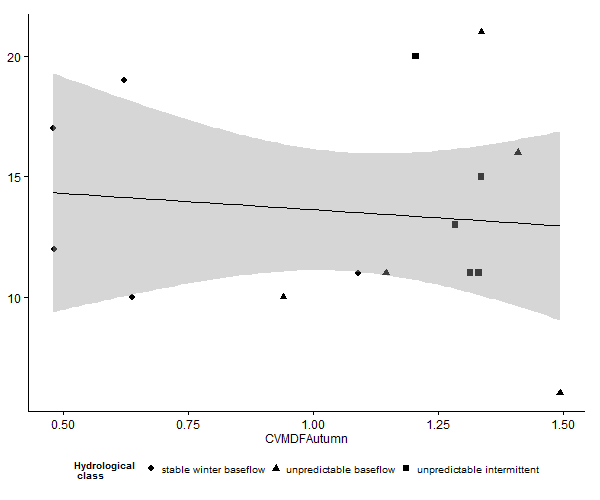 20
15
10
0.50 0.75 1.00 1.25 1.50
CVMDFAutumn
Hydrological
class
stable winter baseflow unpredictable baseflow unpredictable intermittent